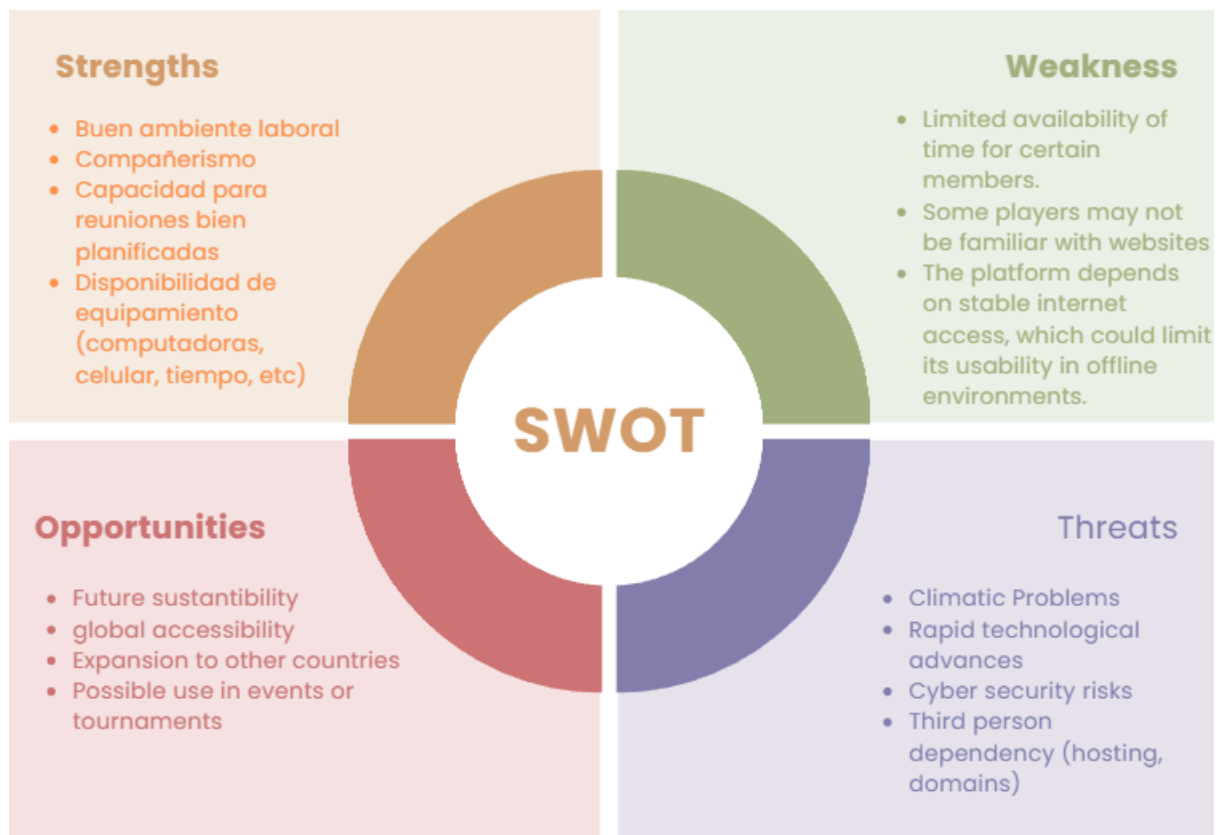 Strengths
• Buen ambiente laboral
• Compañerismo
• Capacidad para
reuniones bien
planificadas
• Disponibilidad de
equipamiento
(computadoras,
celular, tiempo, etc)
Weakness
• Limited availability of
time for certain
members.
• Some players may not
be familiar with websites
• The platform depends
on stable internet
access, which could limit
its usability in offline
environments.
SWOT
Opportunities
• Future sustantibility
• global accessibility
• Expansion to other countries
• Possible use in events or
tournaments
Threats
• Climatic Problems
• Rapid technological
advances
• Cyber security risks
• Third person
dependency (hosting,
domains)